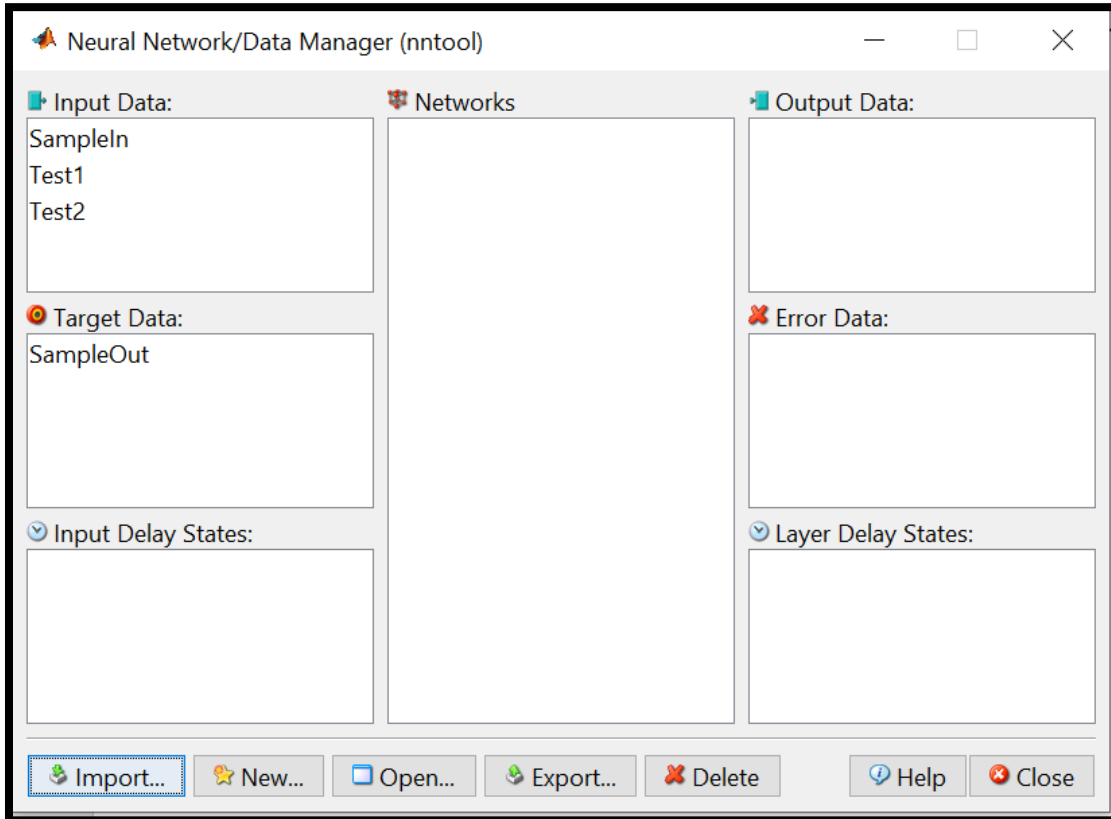 Neural Network/Data Manager (nntool)
Input Data:
SampleIn
Test1
Test2
Target Data:
SampleOut
Input Delay States:
Networks
Output Data:
Error Data:
Layer Delay States:
Import...
New...
Open...
Export...
Delete
Help
Close